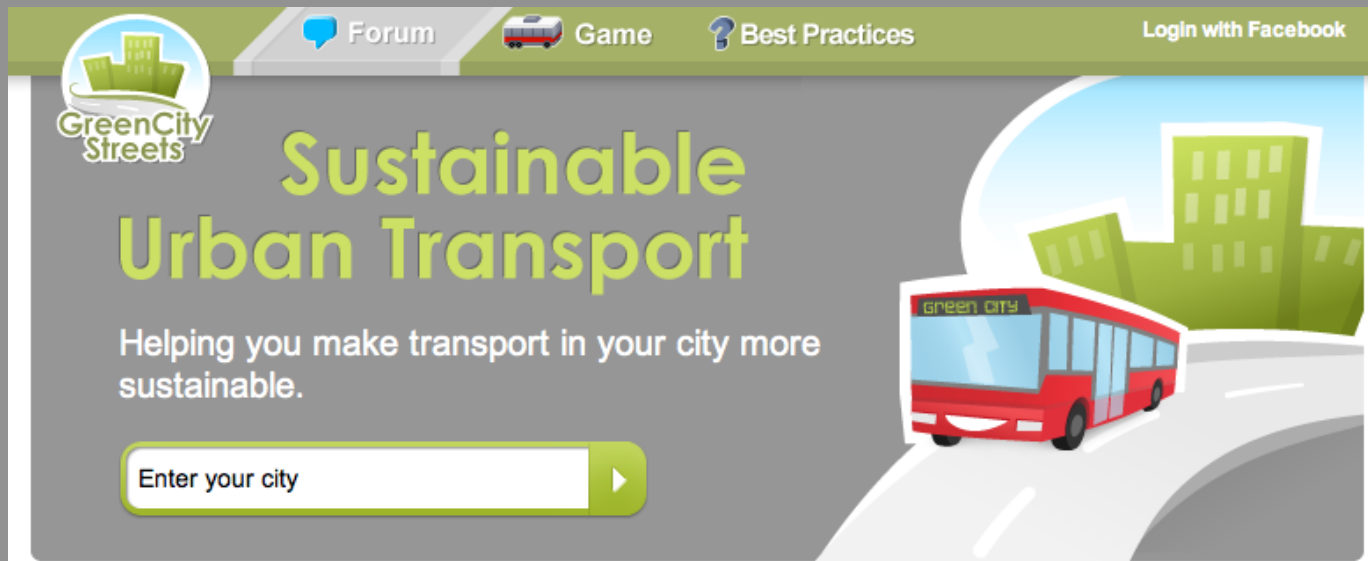 Forum
Game
Best Practices
Login with Facebook
GreenCity
Streets
Sustainable
Urban Transport
Helping you make transport in your city more
sustainable.
Enter your city
GREEN CITY